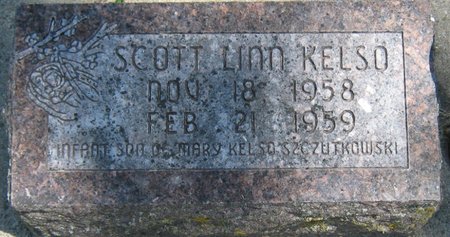 SCOTT LINN KELSO
NOV 18 1958
FEB 21 1959
INFANT SON OF MARY KELSO SZCZUTKOWSKI